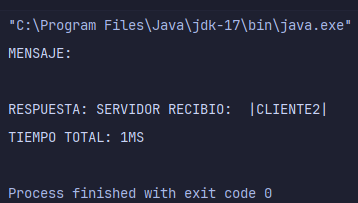 "C:\Program Files\Java\jdk-17\bin\java.exe"
MENSAJE:
RESPUESTA: SERVIDOR RECIBIO:  |CLIENTE2|
TIEMPO TOTAL: 1MS
Process finished with exit code 0